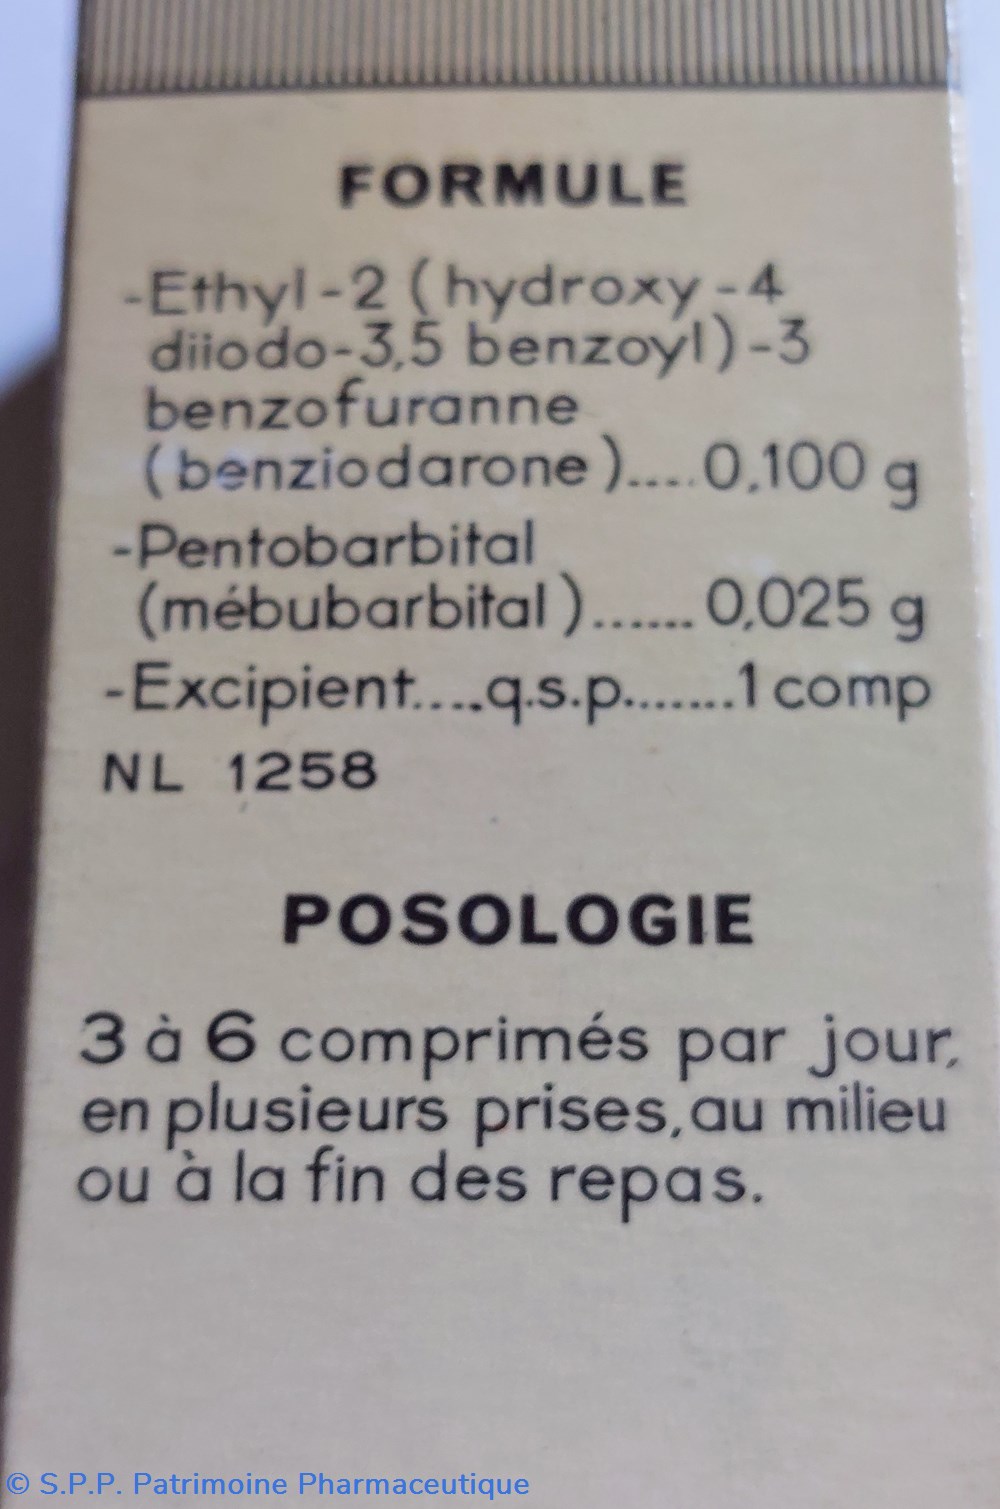 FORMULE
-Ethyl-2 (hydroxy-4
diiodo-3,5 benzoyl)-3
benzofuranne
(benziodarone)....0,100 g
-Pentobarbital
(mébubarbital)......0,025 g
-Excipient....q.s.p.......1 comp
NL 1258
POSOLOGIE
3 à 6 comprimés par jour,
en plusieurs prises, au milieu
ou à la fin des repas.
© S.P.P. Patrimoine Pharmaceutique